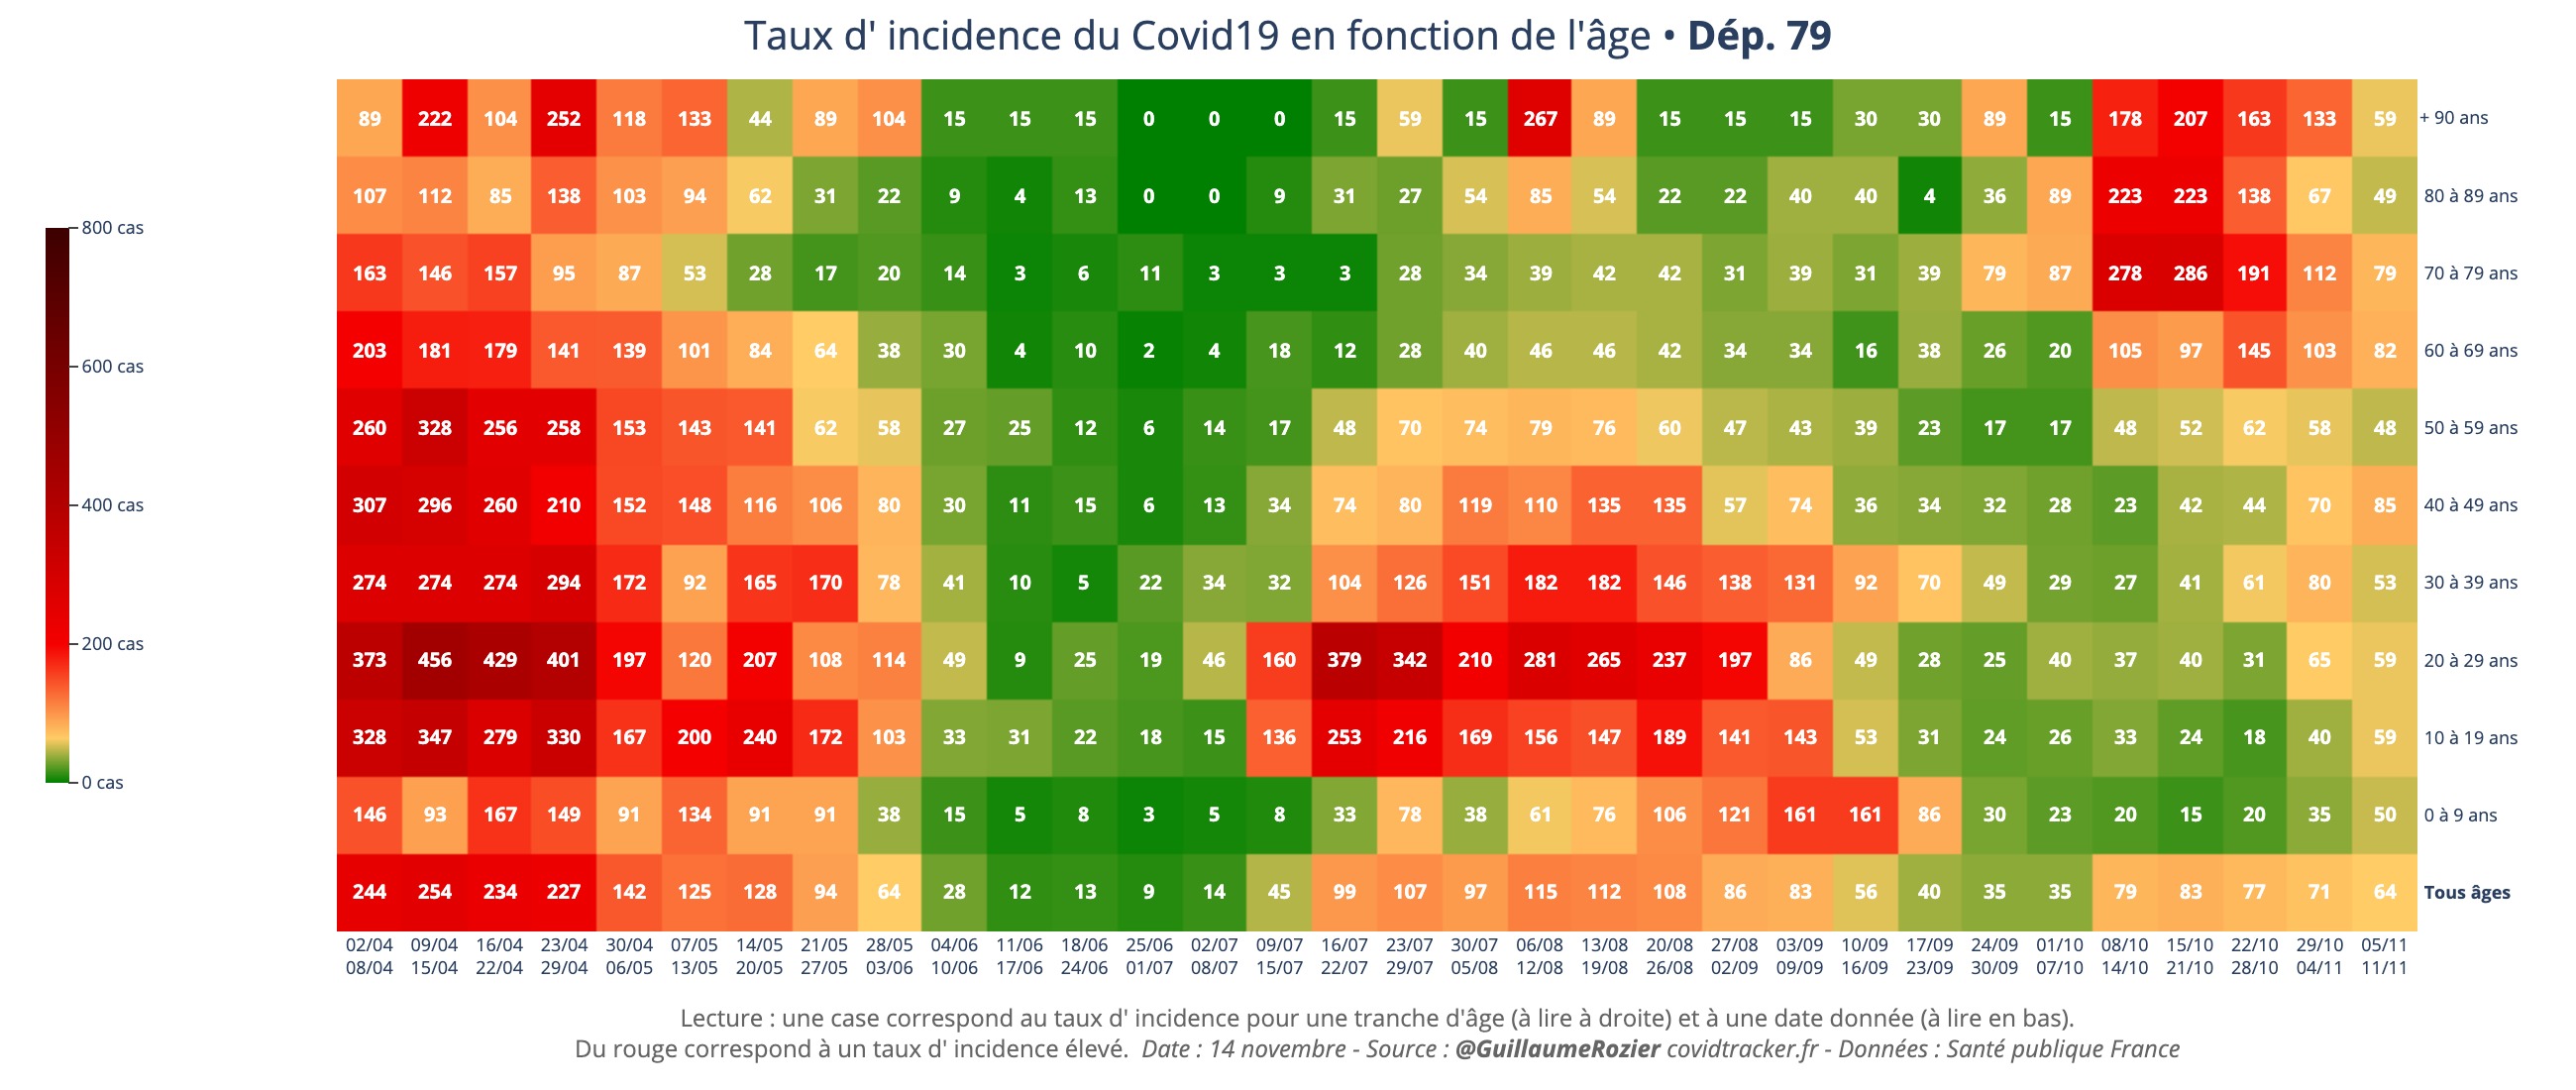 Taux d' incidence du Covid19 en fonction de l'âge • Dép. 79
800 cas
600 cas
400 cas
200 cas
0 cas
89 222 104 252 118 133 44 89 104 15 15 15 0 0 0 15 59 15 267 89 15 15 15 30 30 89 15 178 207 163 133 59 + 90 ans
107 112 85 138 103 94 62 31 22 9 4 13 0 0 9 31 27 54 85 54 22 22 40 40 4 36 89 223 223 138 67 49 80 à 89 ans
163 146 157 95 87 53 28 17 20 14 3 6 11 3 3 3 28 34 39 42 42 31 39 31 39 79 87 278 286 191 112 79 70 à 79 ans
203 181 179 141 139 101 84 64 38 30 4 10 2 4 18 12 28 40 46 46 42 34 34 16 38 26 20 105 97 145 103 82 60 à 69 ans
260 328 256 258 153 143 141 62 58 27 25 12 6 14 17 48 70 74 79 76 60 47 43 39 23 17 17 48 52 62 58 48 50 à 59 ans
307 296 260 210 152 148 116 106 80 30 11 15 6 13 34 74 80 119 110 135 135 57 74 36 34 32 28 23 42 44 70 85 40 à 49 ans
274 274 274 294 172 92 165 170 78 41 10 5 22 34 32 104 126 151 182 182 146 138 131 92 70 49 29 27 41 61 80 53 30 à 39 ans
373 456 429 401 197 120 207 108 114 49 9 25 19 46 160 379 342 210 281 265 237 197 86 49 28 25 40 37 40 31 65 59 20 à 29 ans
328 347 279 330 167 200 240 172 103 33 31 22 18 15 136 253 216 169 156 147 189 141 143 53 31 24 26 33 24 18 40 59 10 à 19 ans
146 93 167 149 91 134 91 91 38 15 5 8 3 5 8 33 78 38 61 76 106 121 161 161 86 30 23 20 15 20 35 50 0 à 9 ans
244 254 234 227 142 125 128 94 64 28 12 13 9 14 45 99 107 97 115 112 108 86 83 56 40 35 35 79 83 77 71 64 Tous âges
02/04 09/04 16/04 23/04 30/04 07/05 14/05 21/05 28/05 04/06 11/06 18/06 25/06 02/07 09/07 16/07 23/07 30/07 06/08 13/08 20/08 27/08 03/09 10/09 17/09 24/09 01/10 08/10 15/10 22/10 29/10 05/11
08/04 15/04 22/04 29/04 06/05 13/05 20/05 27/05 03/06 10/06 17/06 24/06 01/07 08/07 15/07 22/07 29/07 05/08 12/08 19/08 26/08 02/09 09/09 16/09 23/09 30/09 07/10 14/10 21/10 28/10 04/11 11/11
Lecture : une case correspond au taux d' incidence pour une tranche d'âge (à lire à droite) et à une date donnée (à lire en bas).
Du rouge correspond à un taux d' incidence élevé. Date : 14 novembre - Source : @GuillaumeRozier covidtracker.fr - Données : Santé publique France